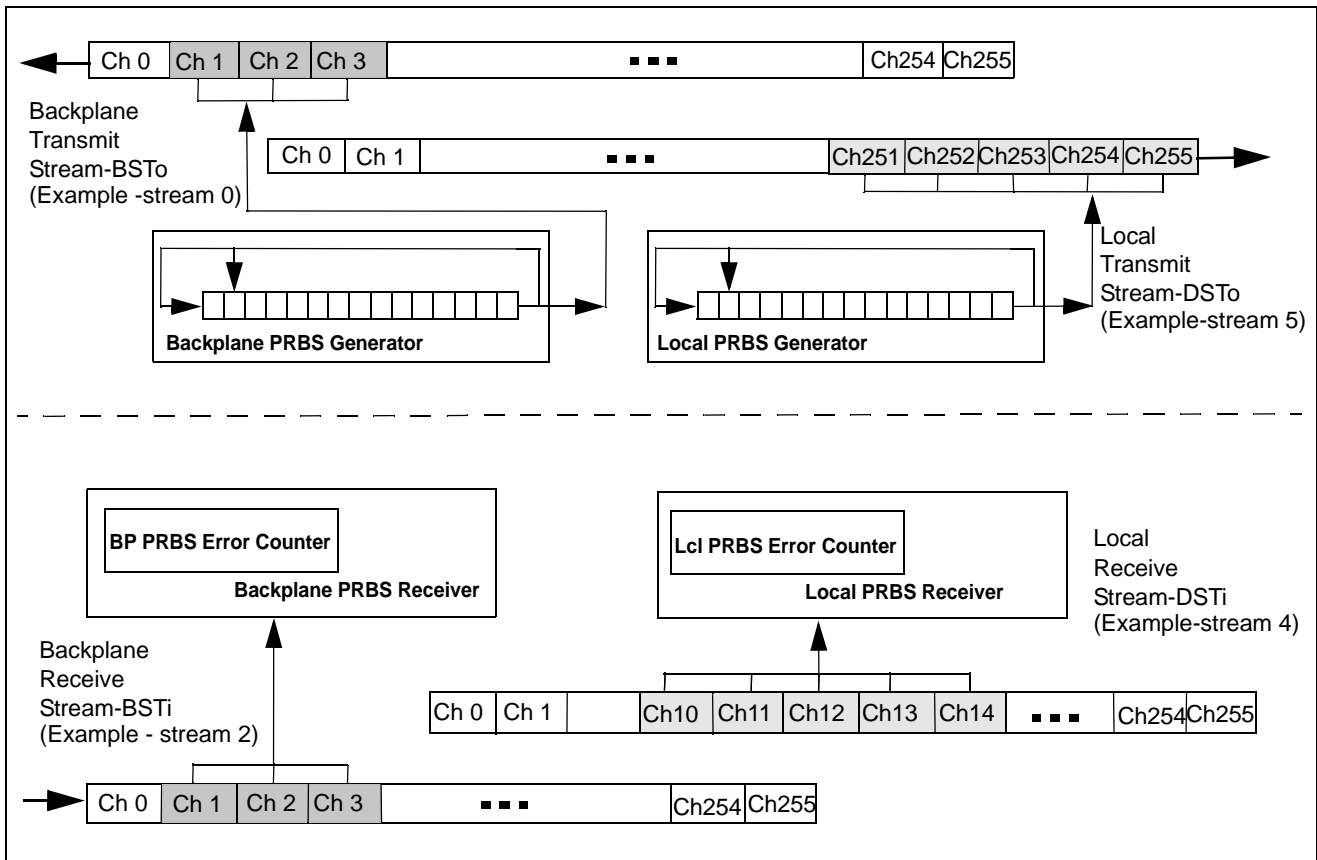 Ch 0 Ch 1 Ch 2 Ch 3 Ch254 Ch255
Backplane
Transmit
Stream-BSTo
(Example -stream 0)
Ch 0 Ch 1 Ch251 Ch252 Ch253 Ch254 Ch255
Local
Transmit
Stream-DSTo
(Example-stream 5)
Backplane PRBS Generator
Local PRBS Generator
BP PRBS Error Counter
Backplane PRBS Receiver
Lcl PRBS Error Counter
Local PRBS Receiver
Local
Receive
Stream-DSTi
(Example-stream 4)
Backplane
Receive
Stream-BSTi
(Example - stream 2)
Ch 0 Ch 1 Ch10 Ch11 Ch12 Ch13 Ch14 Ch254 Ch255
Ch 0 Ch 1 Ch 2 Ch 3 Ch254 Ch255